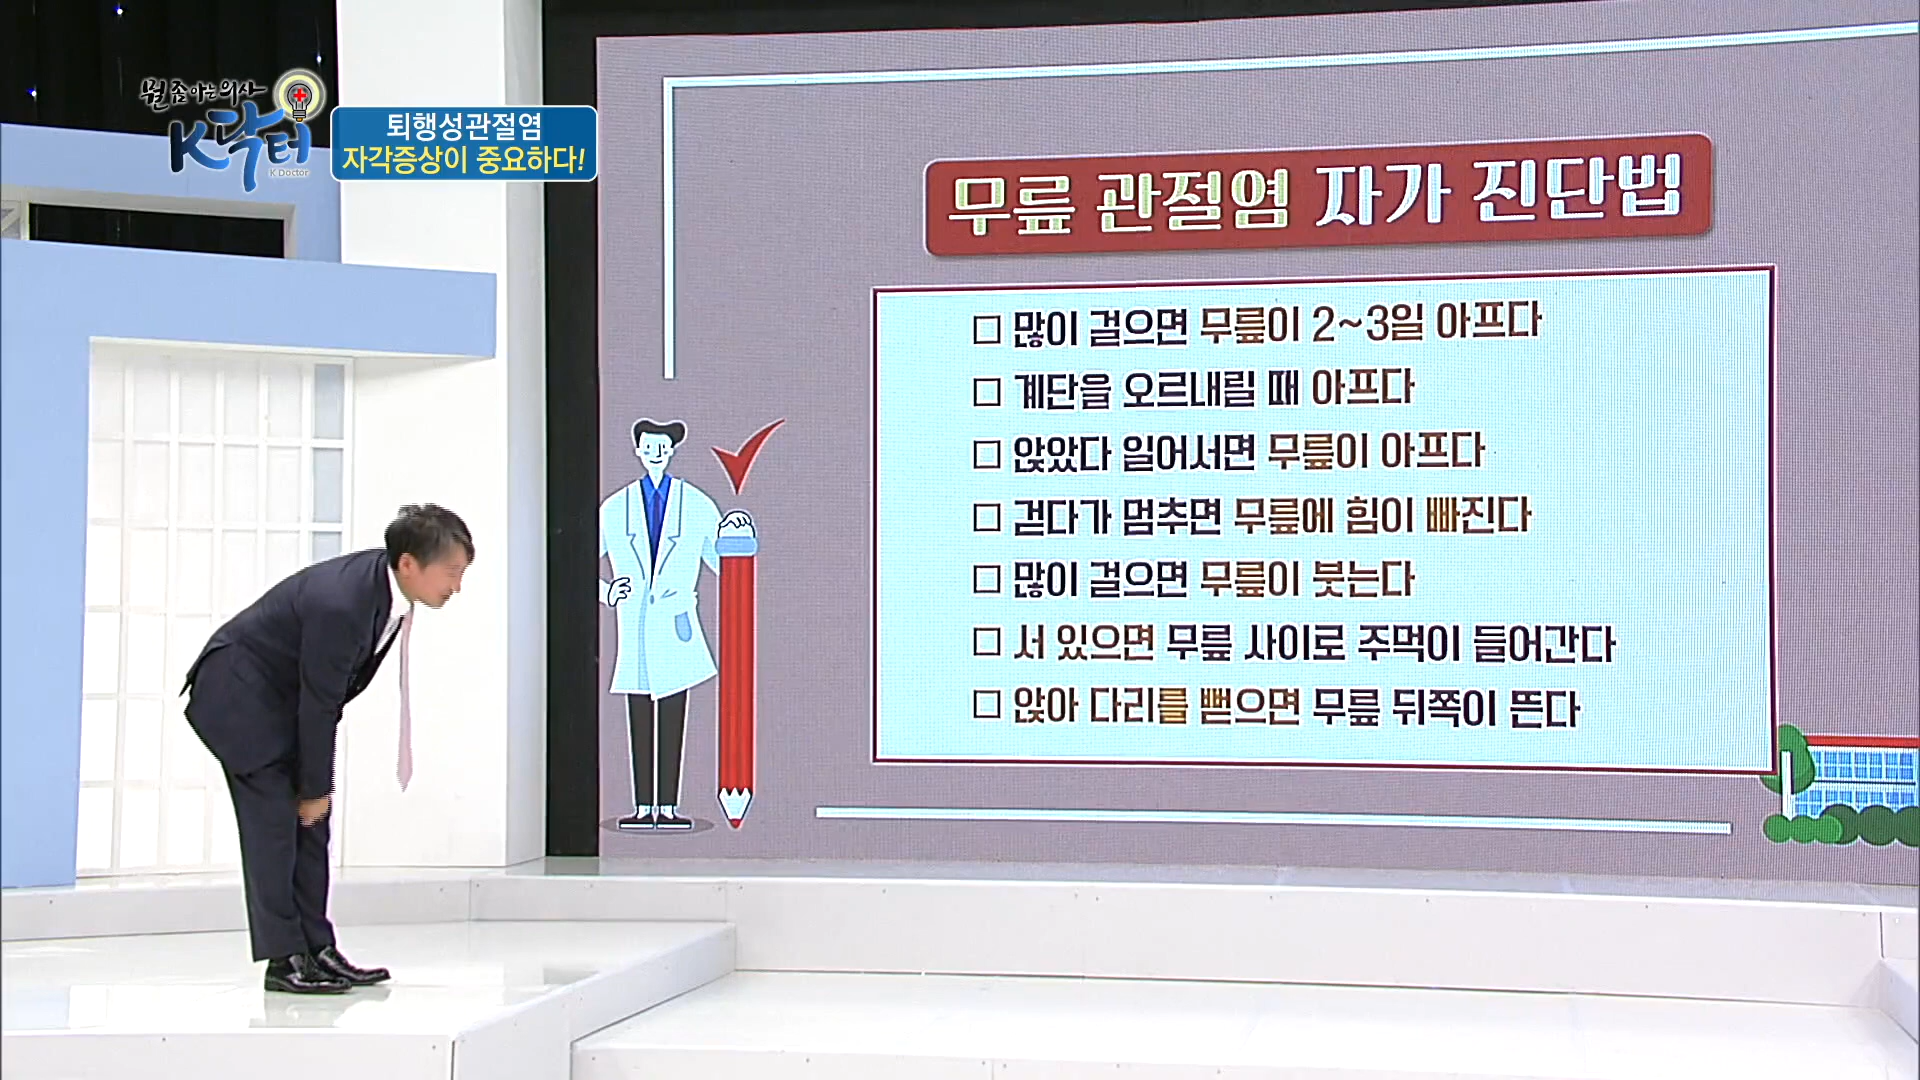 뭘 좀 아는 의사
K닥터
K Doctor
퇴행성관절염
자각증상이 중요하다!
무릎 관절염 자가 진단법
□ 많이 걸으면 무릎이 2~3일 아프다
□ 계단을 오르내릴 때 아프다
□ 앉았다 일어서면 무릎이 아프다
□ 걷다가 멈추면 무릎에 힘이 빠진다
□ 많이 걸으면 무릎이 붓는다
□ 서 있으면 무릎 사이로 주먹이 들어간다
□ 앉아 다리를 뻗으면 무릎 뒤쪽이 뜬다